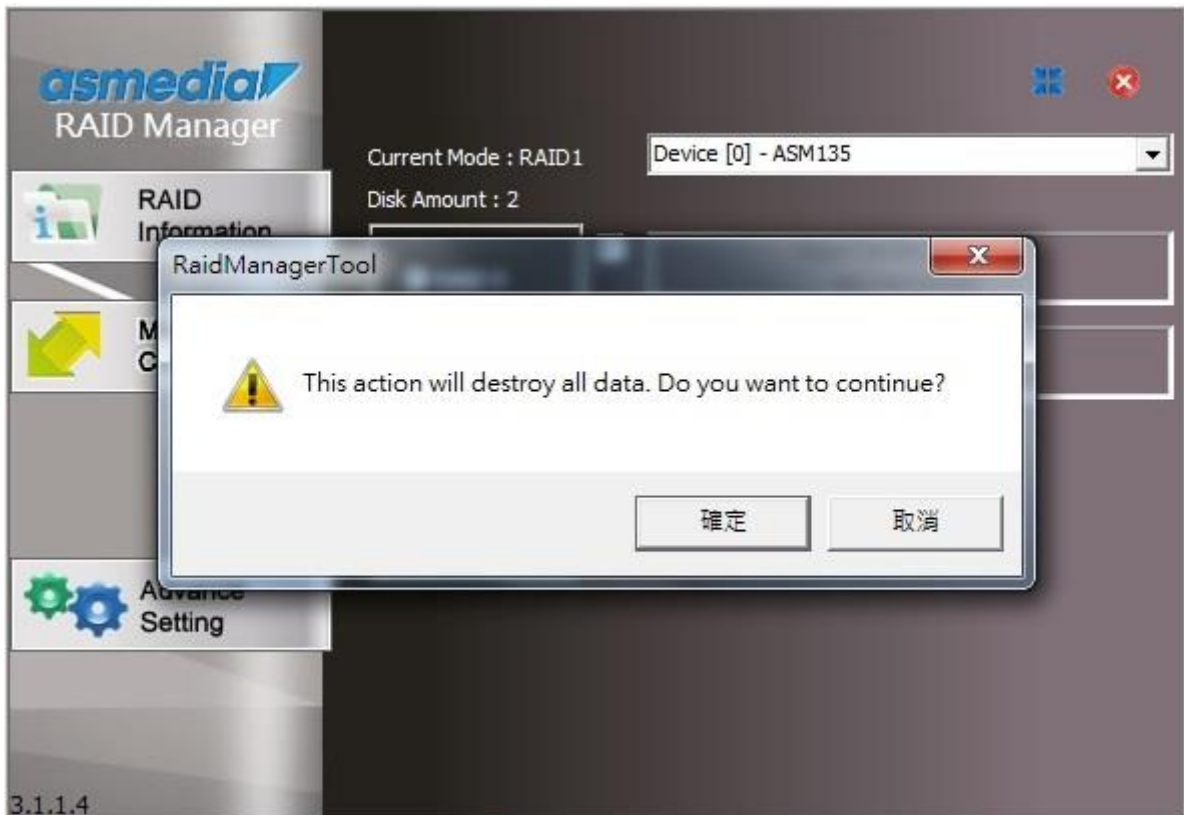 asmedia
RAID Manager
Current Mode : RAID1
Device [0] - ASM135
Disk Amount : 2
RAID
Information
RaidManagerTool
M
C
This action will destroy all data. Do you want to continue?
確定
取消
Advance
Setting
3.1.1.4